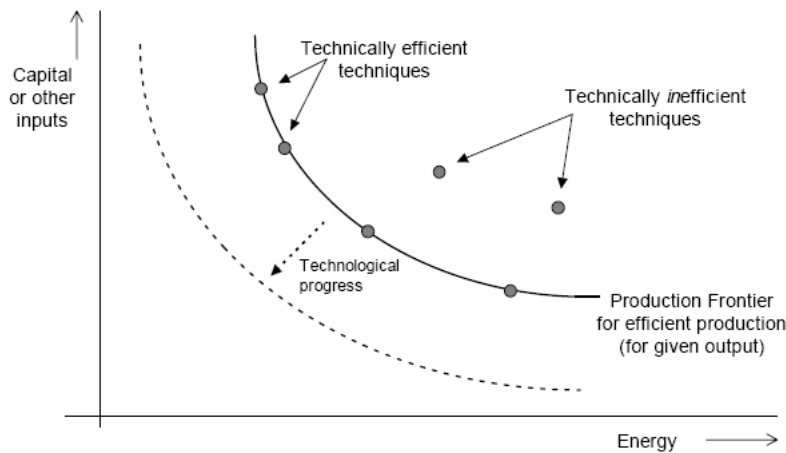 Capital
or other
inputs
Technically efficient
techniques
Technically inefficient
techniques
Technological
progress
Production Frontier
for efficient production
(for given output)
Energy